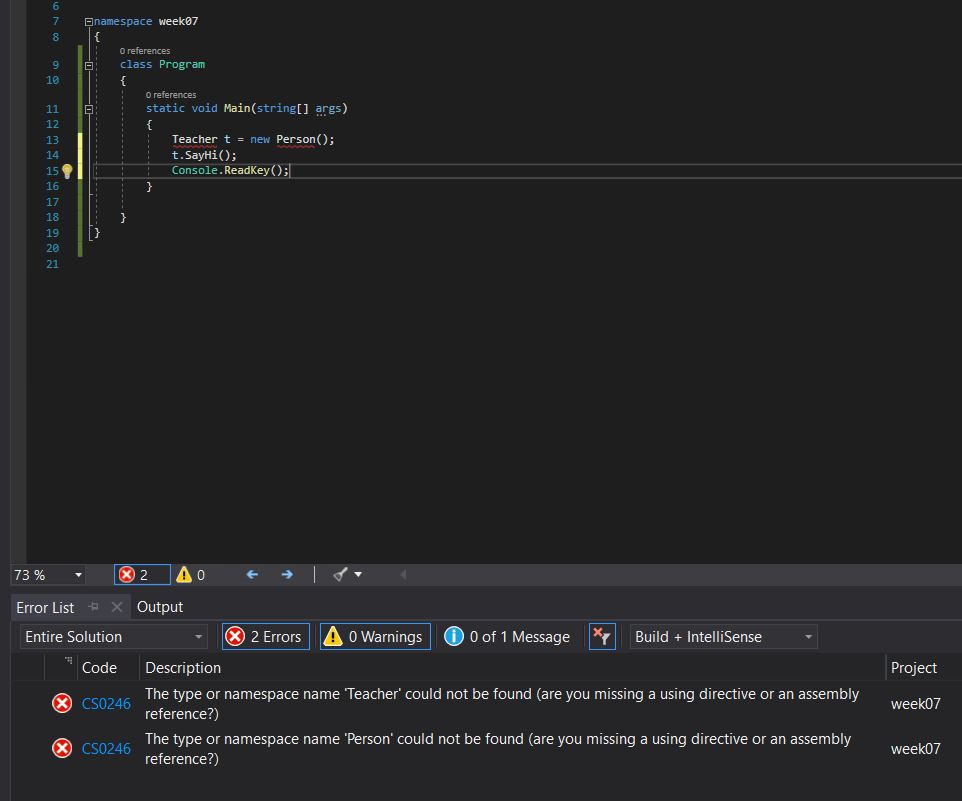 6
7 namespace week07
8 {
0 references
9 class Program
10 {
0 references
11 static void Main(string[] args)
12 {
13 Teacher t = new Person();
14 t.SayHi();
15 Console.ReadKey();
16 }
17
18 }
19 }
20
21
73 % 2 0
Error List Output
Entire Solution 2 Errors 0 Warnings 0 of 1 Message Build + IntelliSense
Code Description Project
CS0246 The type or namespace name 'Teacher' could not be found (are you missing a using directive or an assembly week07
reference?)
CS0246 The type or namespace name 'Person' could not be found (are you missing a using directive or an assembly week07
reference?)